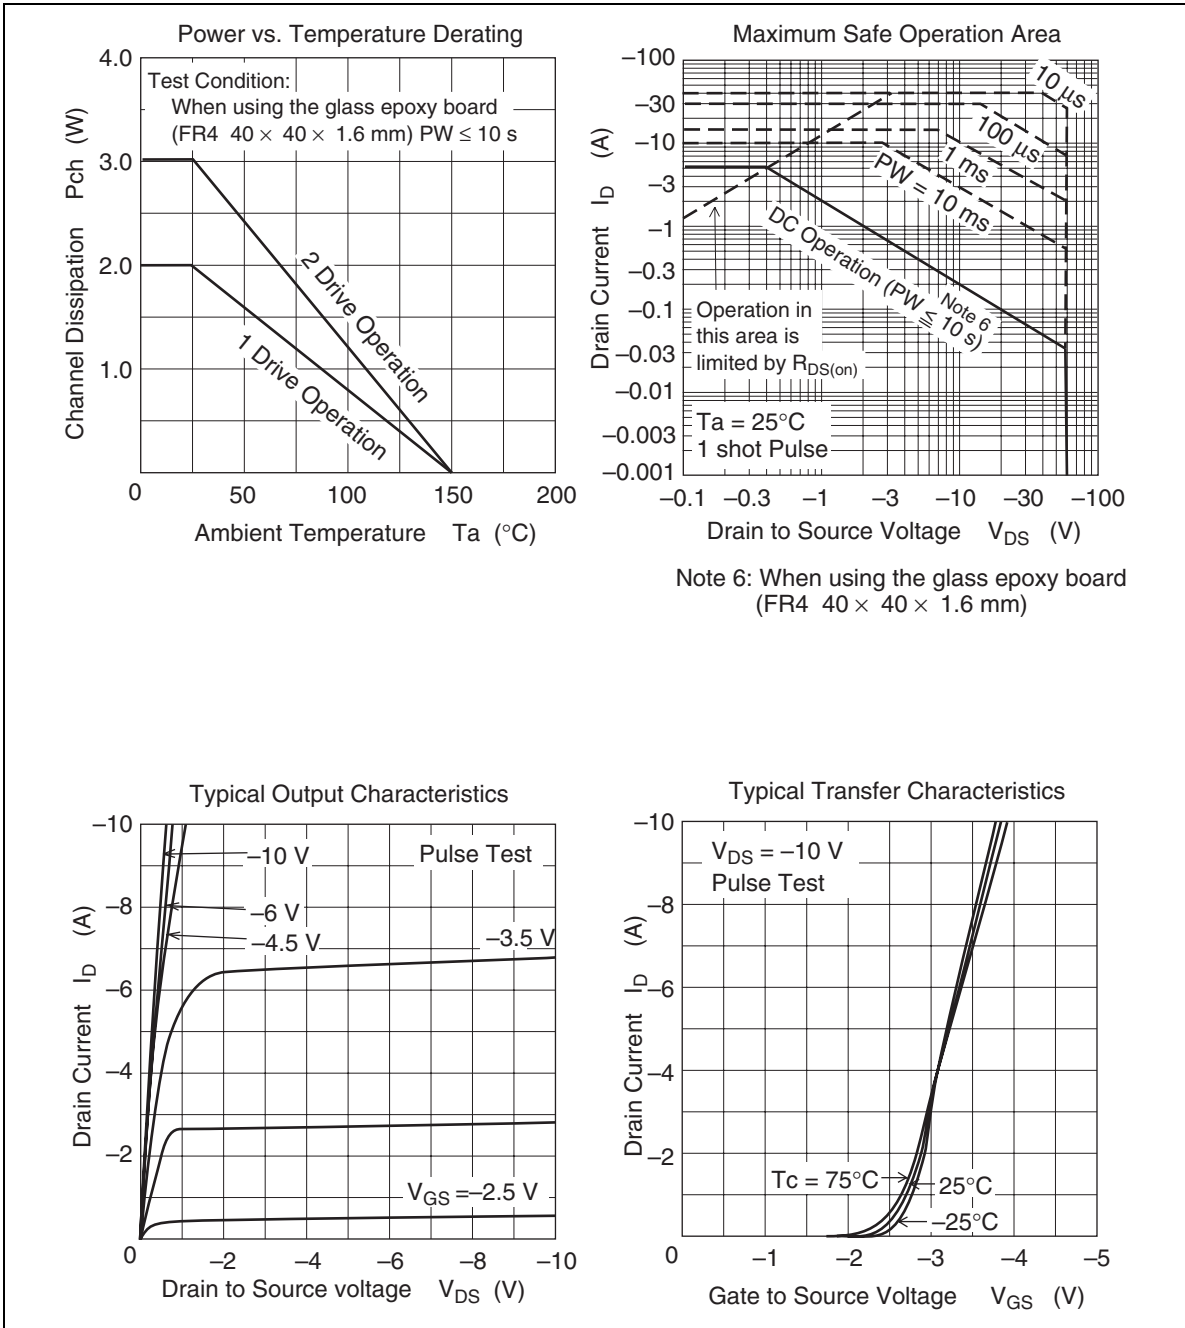 Power vs. Temperature Derating
4.0
3.0
2.0
1.0
Channel Dissipation Pch (W)
Test Condition:
When using the glass epoxy board
(FR4 40 × 40 × 1.6 mm) PW ≤ 10 s
2 Drive Operation
1 Drive Operation
0 50 100 150 200
Ambient Temperature Ta (°C)
Maximum Safe Operation Area
–100
–30
–10
–3
–1
–0.3
–0.1
–0.03
–0.01
–0.003
–0.001
Drain Current ID (A)
10 µs
100 µs
1 ms
PW = 10 ms
DC Operation (PW ≤ 10 s)
Note 6
Operation in
this area is
limited by RDS(on)
Ta = 25°C
1 shot Pulse
–0.1 –0.3 –1 –3 –10 –30 –100
Drain to Source Voltage VDS (V)
Note 6: When using the glass epoxy board
(FR4 40 × 40 × 1.6 mm)
Typical Output Characteristics
–10
–8
–6
–4
–2
Drain Current ID (A)
–10 V
–6 V
–4.5 V
Pulse Test
–3.5 V
VGS =–2.5 V
0 –2 –4 –6 –8 –10
Drain to Source voltage VDS (V)
Typical Transfer Characteristics
–10
–8
–6
–4
–2
Drain Current ID (A)
VDS = –10 V
Pulse Test
Tc = 75°C
25°C
–25°C
0 –1 –2 –3 –4 –5
Gate to Source Voltage VGS (V)